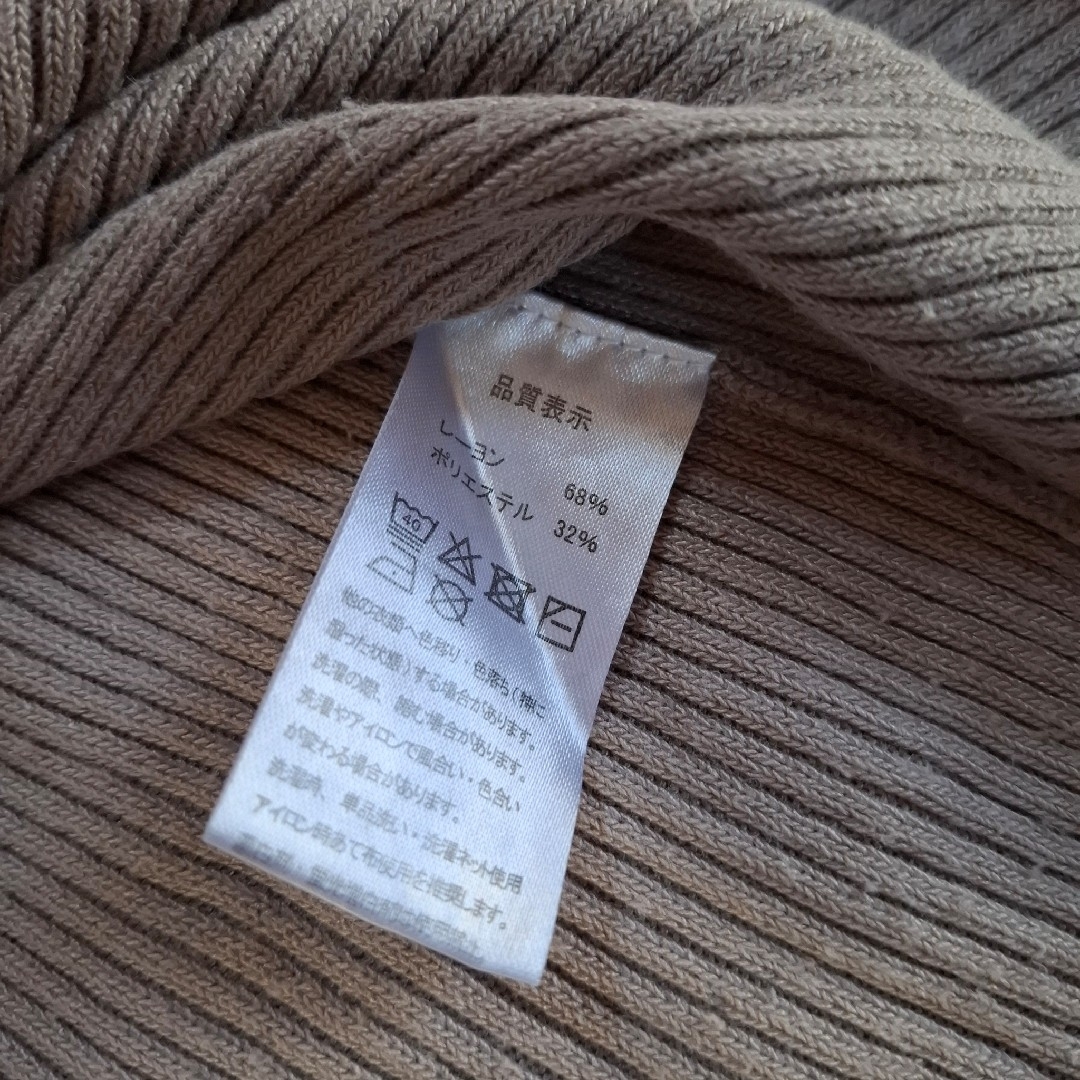 品質表示
レーヨン 68%
ポリエステル 32%
40
他の衣類へ色移り・色落ち(特に
湿った状態)する場合があります。
洗濯の際、縮む場合があります。
洗濯やアイロンで風合い・色合い
が変わる場合があります。
洗濯時、単品洗い・洗濯ネット使用
アイロン時あて布使用を推奨します。